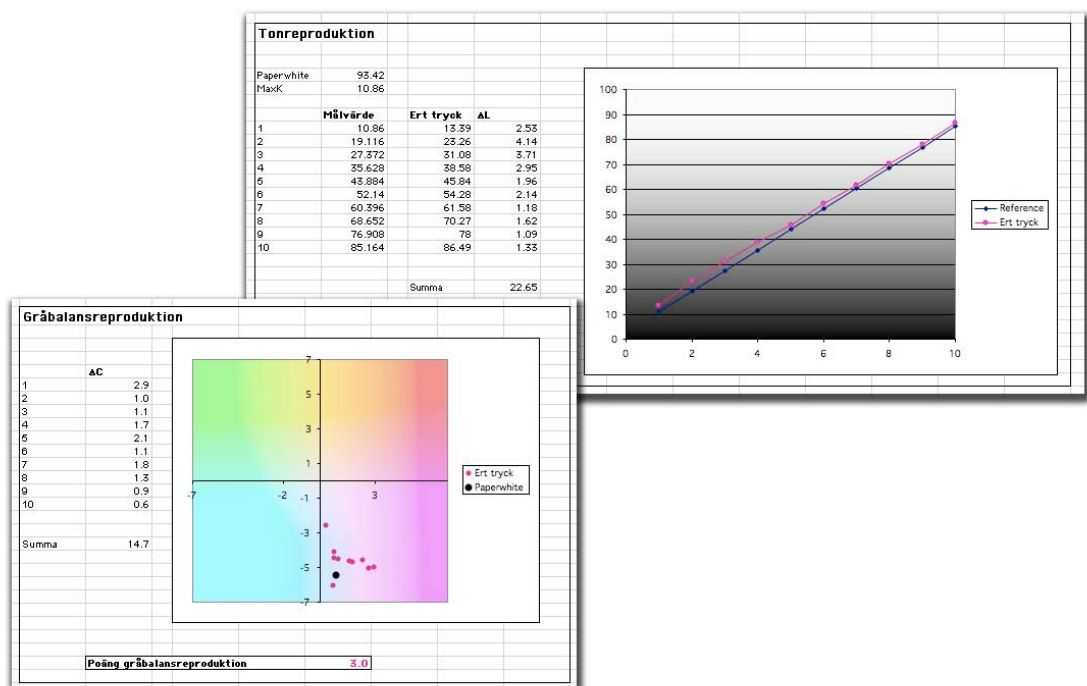 Tonreproduktion
Paperwhite 93.42
MaxK 10.86
Målvärde Ert tryck ΔL
1 10.86 13.39 2.53
2 19.116 23.26 4.14
3 27.372 31.08 3.71
4 35.628 38.58 2.95
5 43.884 45.84 1.96
6 52.14 54.28 2.14
7 60.396 61.58 1.18
8 68.652 70.27 1.62
9 76.908 78 1.09
10 85.164 86.49 1.33
Summa 22.65
100
90
80
70
60
50
40
30
20
10
0
0 2 4 6 8 10
Reference
Ert tryck
Gråbalansreproduktion
ΔC
1 2.9
2 1.0
3 1.1
4 1.7
5 2.1
6 1.1
7 1.8
8 1.3
9 0.9
10 0.6
Summa 14.7
7
5
3
1
-7 -2 -1 3
-3
-5
-7
Ert tryck
Paperwhite
Poäng gråbalansreproduktion 3.0